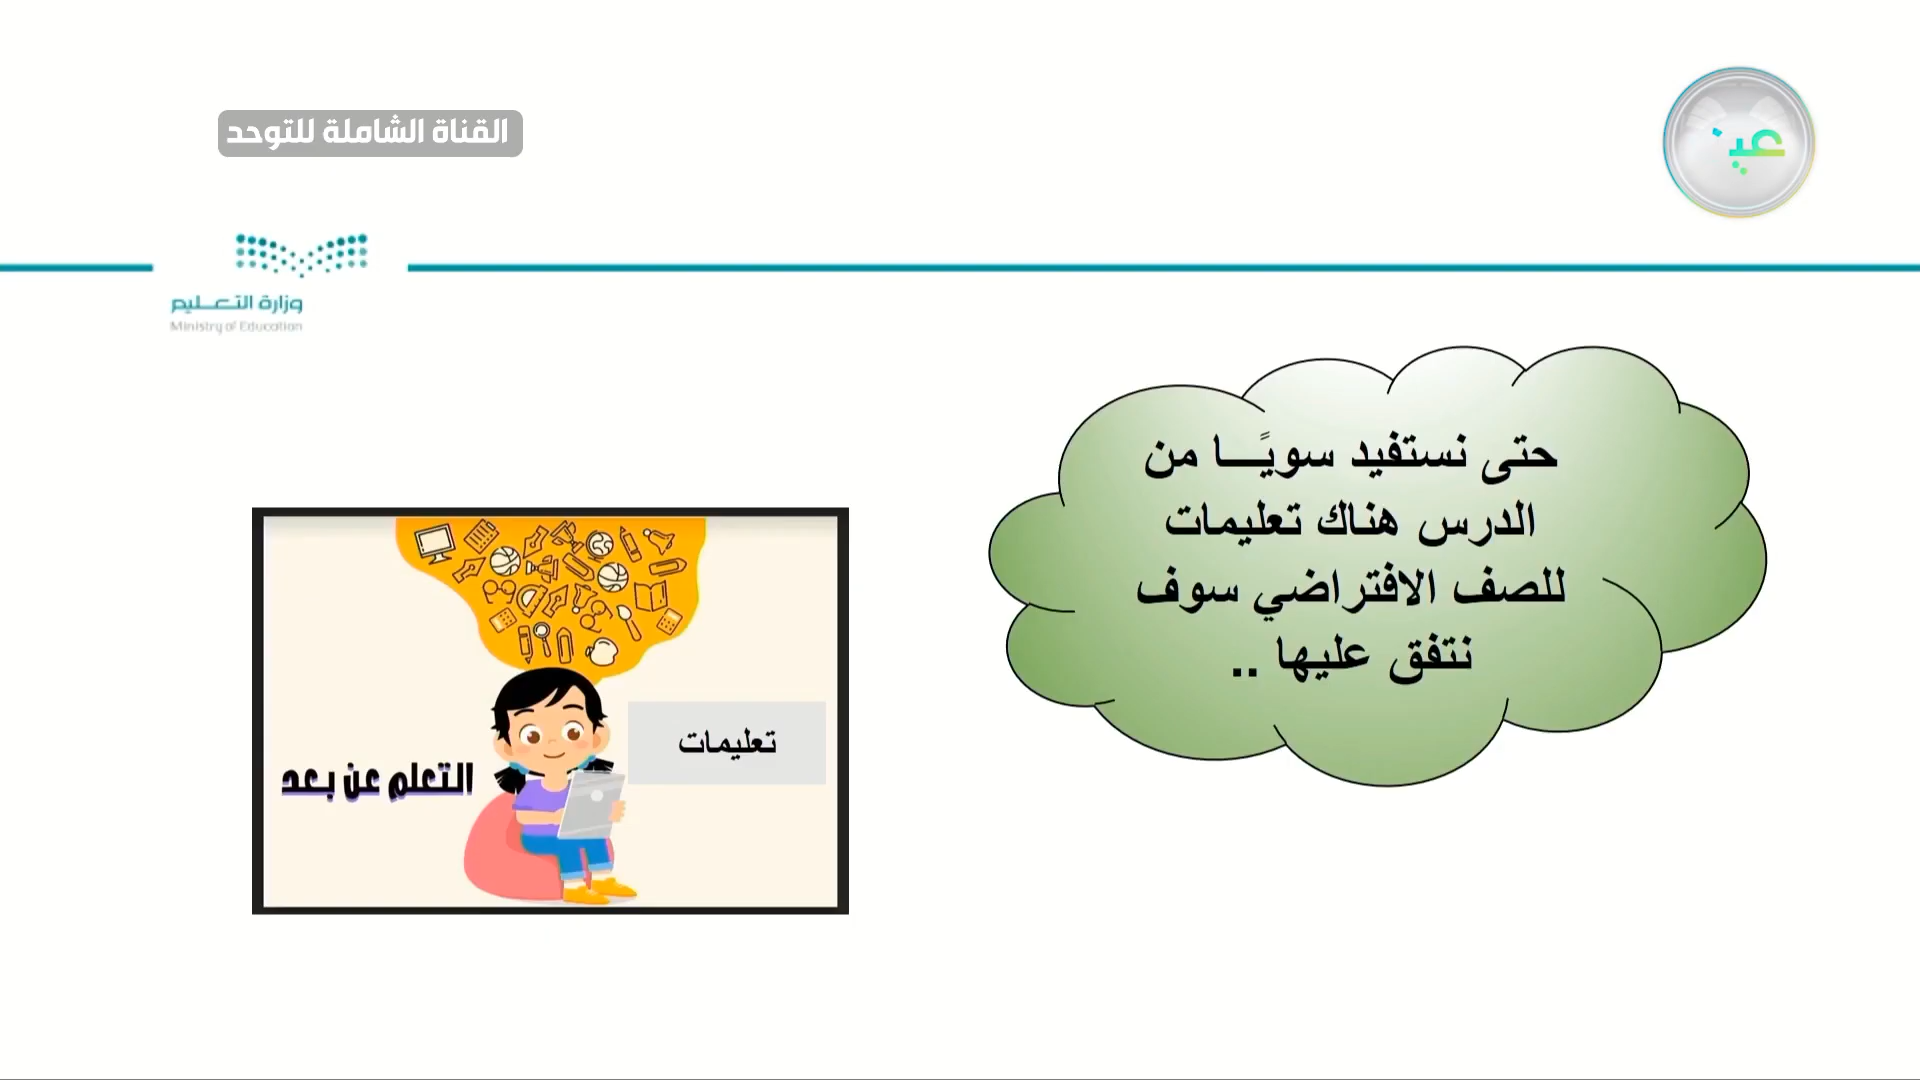 القناة الشاملة للتوحد
عين
وزارة التعليم
Ministry of Education
حتى نستفيد سويًا من
الدرس هناك تعليمات
للصف الافتراضي سوف
نتفق عليها ..
تعليمات
التعلم عن بعد